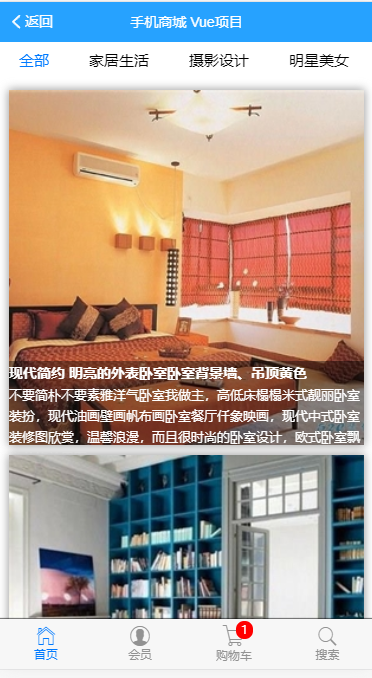 返回
手机商城 Vue项目
全部 家居生活 摄影设计 明星美女
现代简约 明亮的外表卧室卧室背景墙、吊顶黄色
不要简朴不要素雅洋气卧室我做主，高低床榻榻米式靓丽卧室
装扮，现代油画壁画帆布画卧室餐厅仟象映画，现代中式卧室
装修图欣赏，温馨浪漫，而且很时尚的卧室设计，欧式卧室飘
1
首页 会员 购物车 搜索